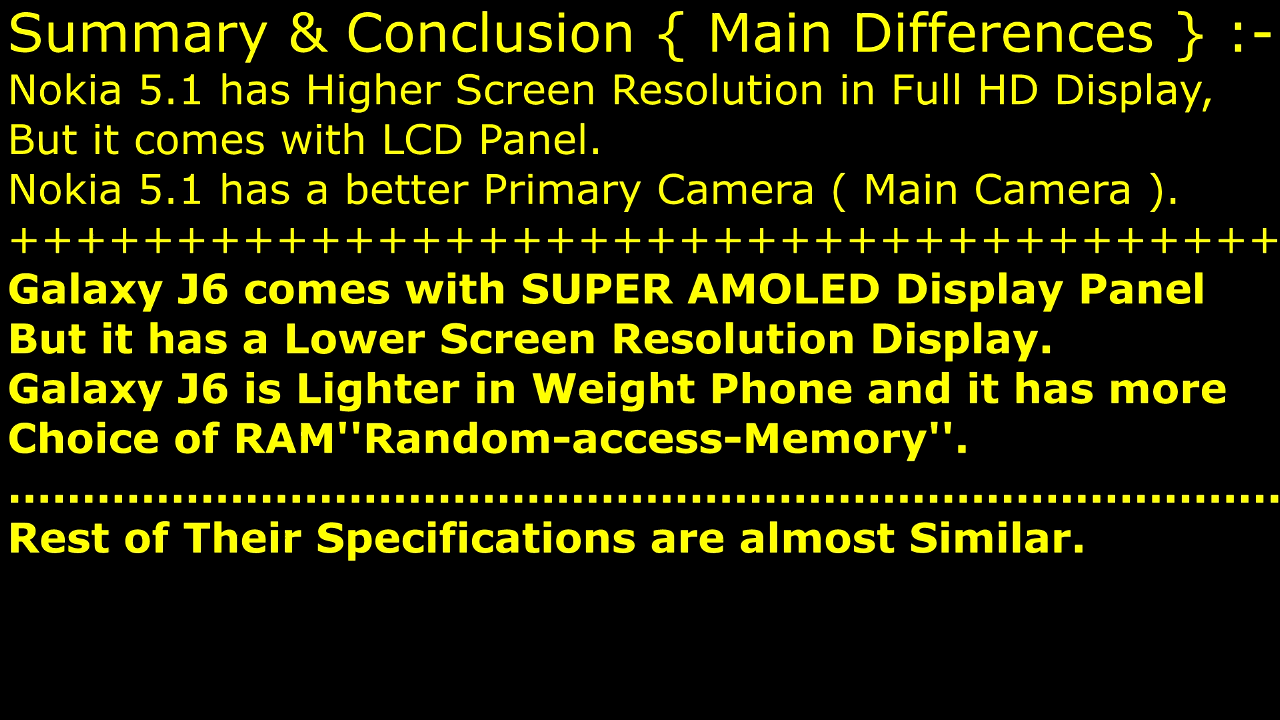 Summary & Conclusion { Main Differences } :-
Nokia 5.1 has Higher Screen Resolution in Full HD Display,
But it comes with LCD Panel.
Nokia 5.1 has a better Primary Camera ( Main Camera ).
++++++++++++++++++++++++++++++++++++++
Galaxy J6 comes with SUPER AMOLED Display Panel
But it has a Lower Screen Resolution Display.
Galaxy J6 is Lighter in Weight Phone and it has more
Choice of RAM''Random-access-Memory''.
......................................................................................
Rest of Their Specifications are almost Similar.